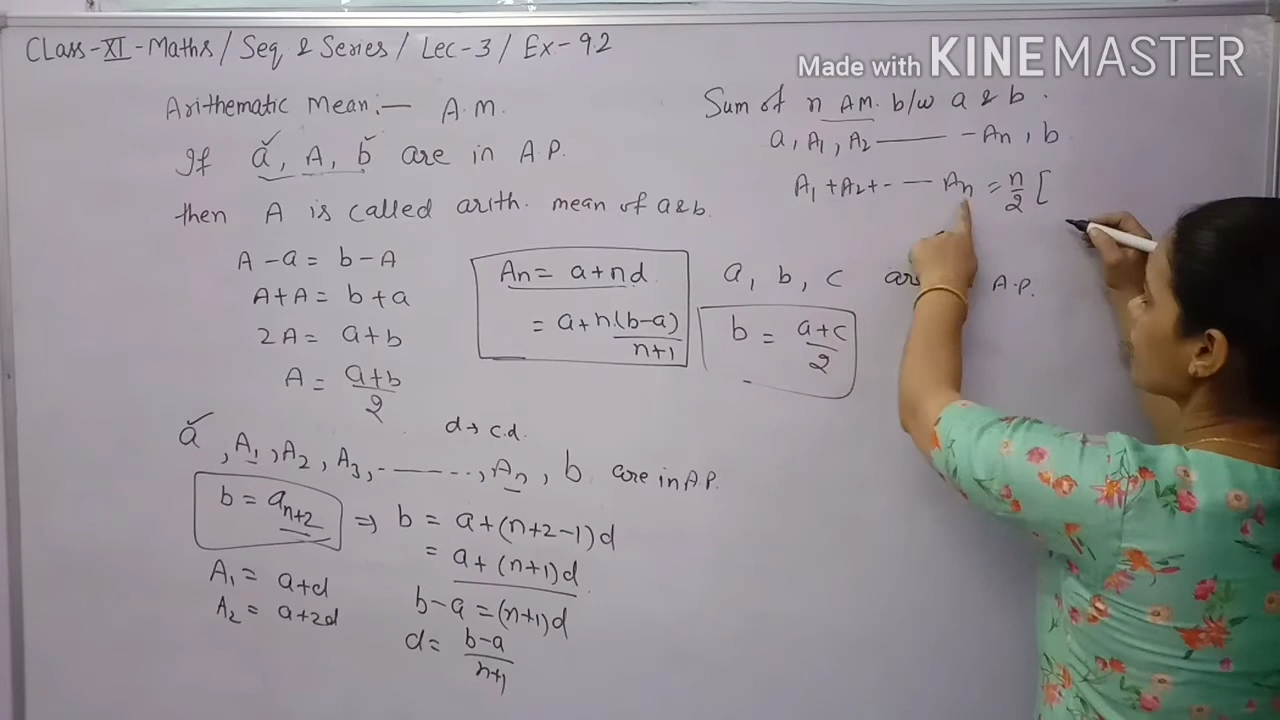 CLass-XI-Maths / Seq & Series / Lec-3 / Ex-9.2
Made with KINEMASTER
Arithematic Mean:— A.M.
If a, A, b are in A.P.
then A is called arith. mean of a&b.
A-a = b-A
A+A = b+a
2A = a+b
A = a+b/2
An = a+nd
= a+n.(b-a)/n+1
a, A1, A2, A3, ------, An, b are in A.P.
d → c.d.
b = an+2 ⇒ b = a+(n+2-1)d
= a+(n+1)d
A1 = a+d
A2 = a+2d
b-a = (n+1)d
d = b-a/n+1
Sum of n AM. b/w a & b.
a, A1, A2 ——— -An, b
A1 +A2+-- — An = n/2 [
a, b, c are A.P.
b = a+c/2